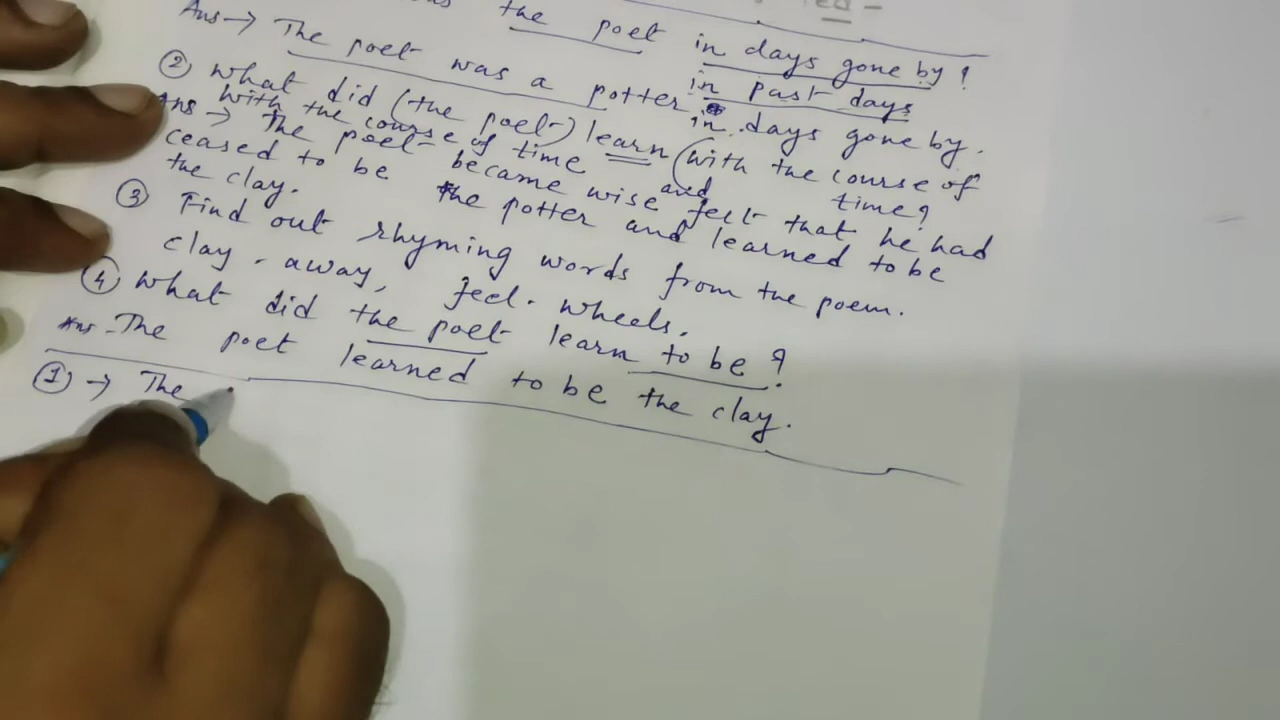 the poet in days gone by?
in past days
Ans → The poet was a potter in days gone by.
② What did (the poet) learn (with the course of time?
With the course of time
Ans → The poet became wise and felt that he had
ceased to be the potter and learned to be
the clay.
③ Find out rhyming words from the poem.
clay - away, feel - wheels.
④ What did the poet learn to be?
Ans - The poet learned to be the clay.
① → The